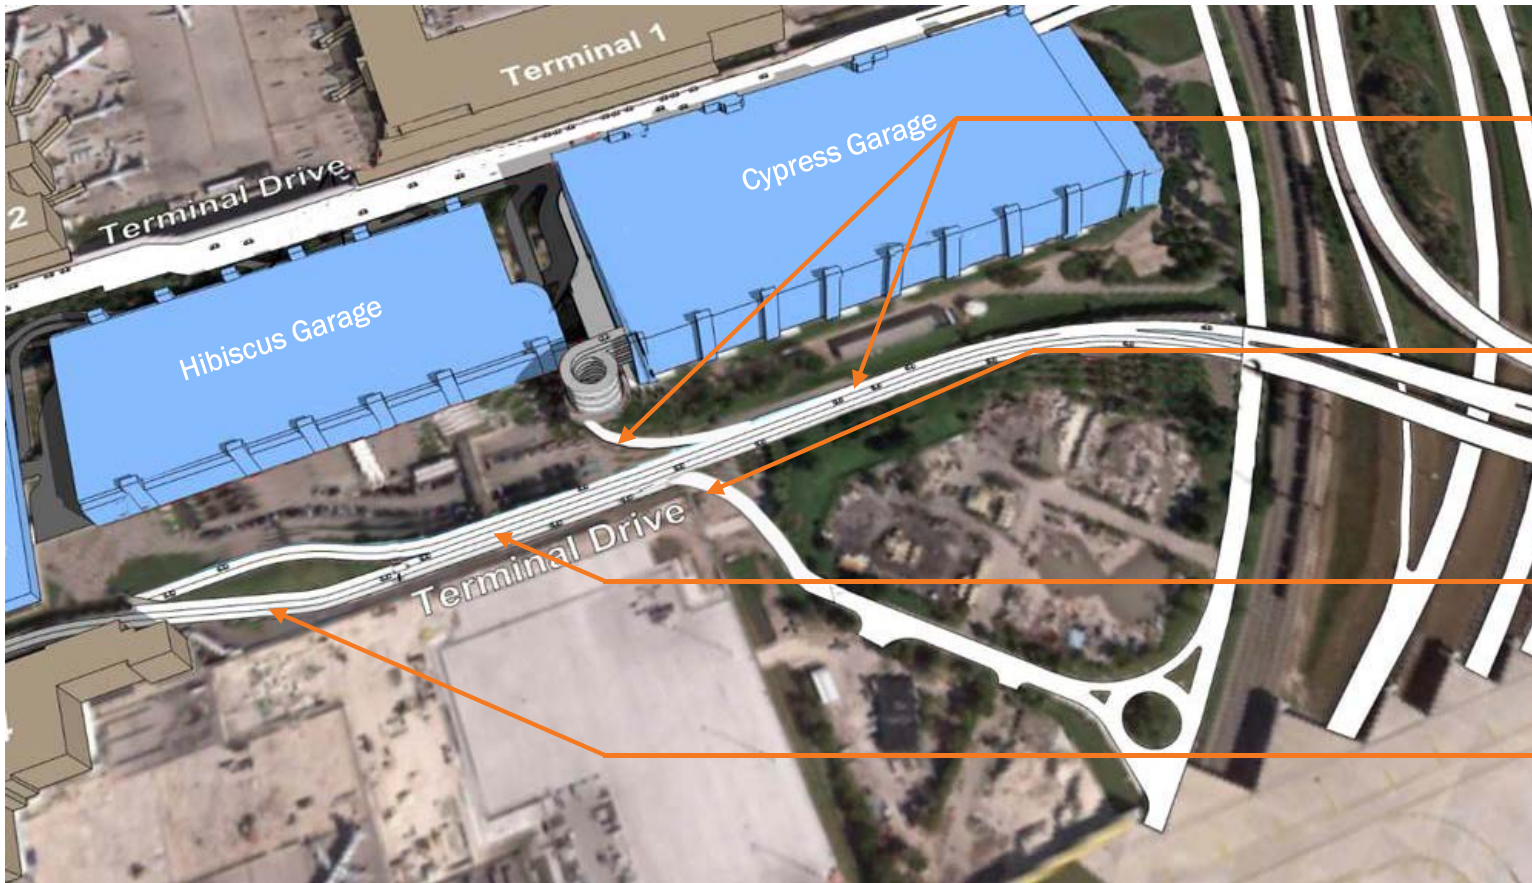 Terminal 1
Cypress Garage
Terminal Drive
2
Hibiscus Garage
Terminal Drive